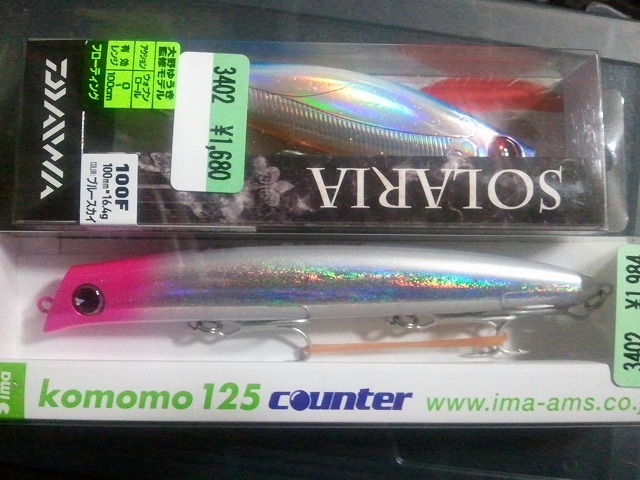 DAIWA
大野ゆうき
監修モデル
アクション ウォブンロール
有効レンジ 0〜100cm
フローティング
3402 ¥1,680
100F
100mm=16.4g
COLOR ブルースカイ
SOLARIA
3402 ¥1,984
komomo 125 counter
www.ima-ams.co.j